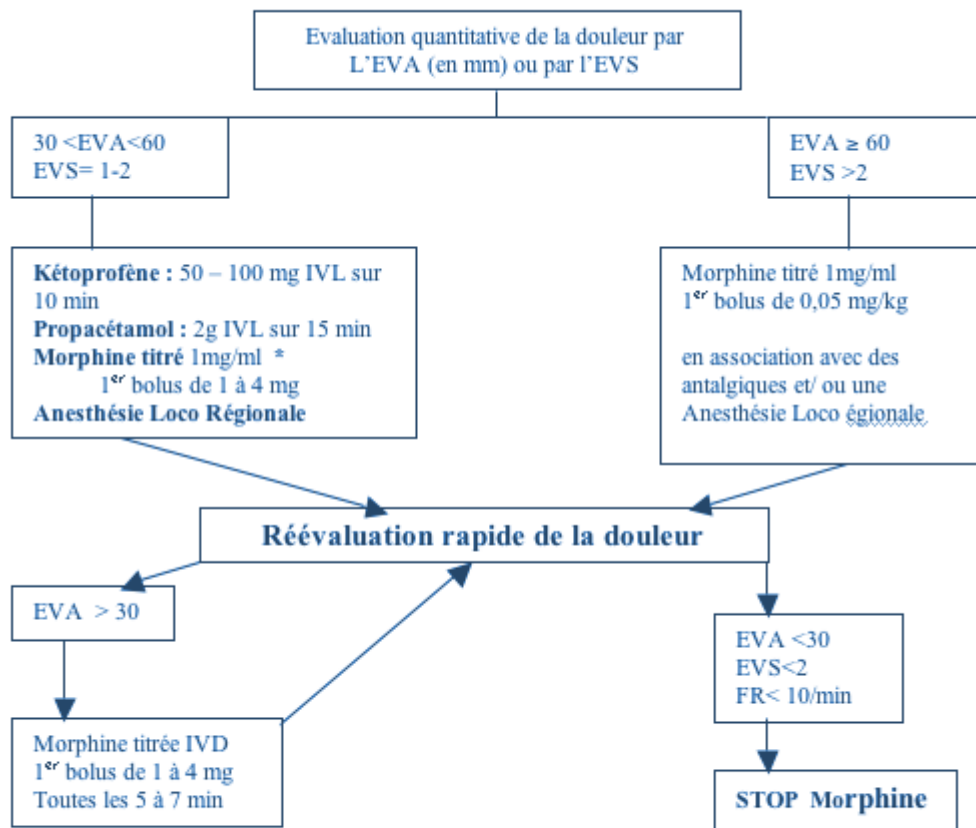 Evaluation quantitative de la douleur par
L'EVA (en mm) ou par l'EVS
30 <EVA<60
EVS= 1-2
EVA ≥ 60
EVS >2
Kétoprofène : 50 – 100 mg IVL sur
10 min
Propacétamol : 2g IVL sur 15 min
Morphine titré 1mg/ml *
1er bolus de 1 à 4 mg
Anesthésie Loco Régionale
Morphine titré 1mg/ml
1er bolus de 0,05 mg/kg
en association avec des
antalgiques et/ ou une
Anesthésie Loco égionale
Réévaluation rapide de la douleur
EVA > 30
EVA <30
EVS<2
FR< 10/min
Morphine titrée IVD
1er bolus de 1 à 4 mg
Toutes les 5 à 7 min
STOP Morphine